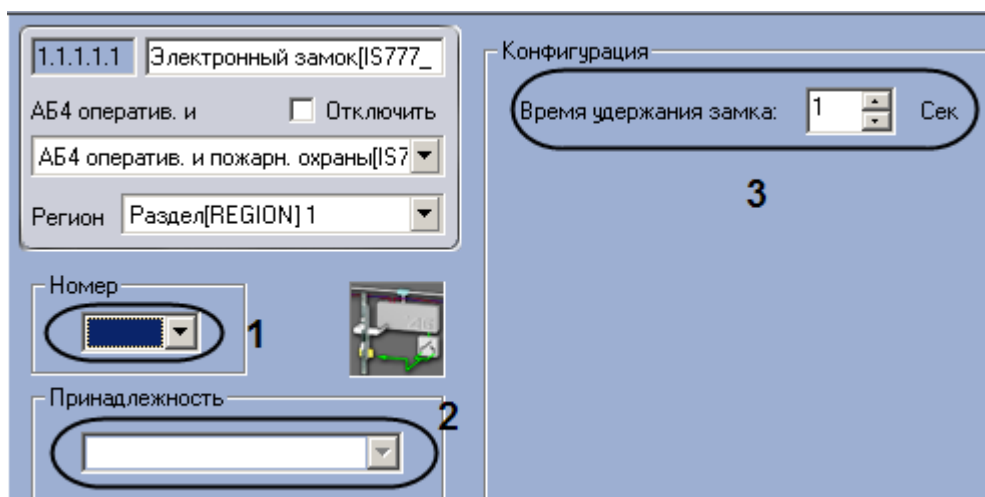 1.1.1.1.1 Электронный замок[IS777_
АБ4 оператив. и Отключить
АБ4 оператив. и пожарн. охраны[IS7
Регион Раздел[REGION] 1
Конфигурация
Время удержания замка: 1 Сек
3
Номер
1
Принадлежность
2